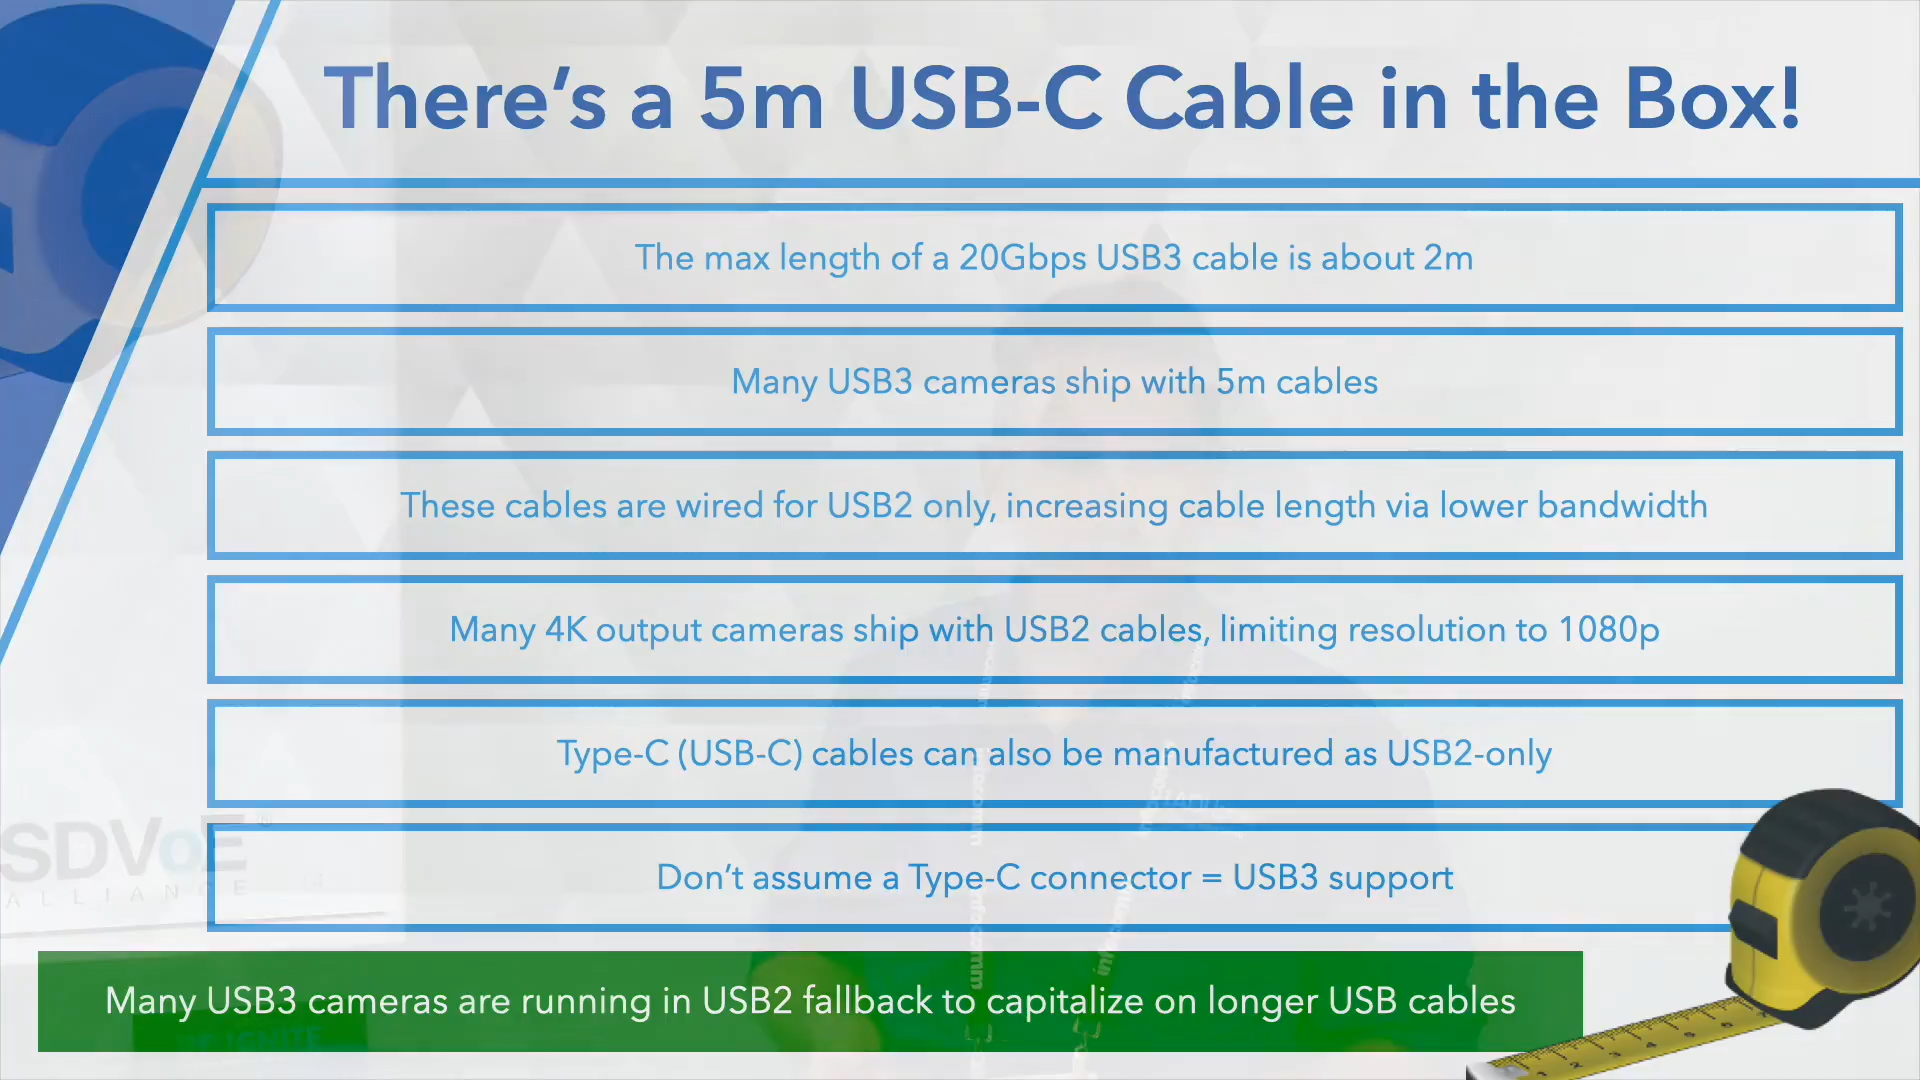 There's a 5m USB-C Cable in the Box!
The max length of a 20Gbps USB3 cable is about 2m
Many USB3 cameras ship with 5m cables
These cables are wired for USB2 only, increasing cable length via lower bandwidth
Many 4K output cameras ship with USB2 cables, limiting resolution to 1080p
Type-C (USB-C) cables can also be manufactured as USB2-only
SDVoE®
ALLIANCE
Don't assume a Type-C connector = USB3 support
Many USB3 cameras are running in USB2 fallback to capitalize on longer USB cables
IGNITE
infocomm